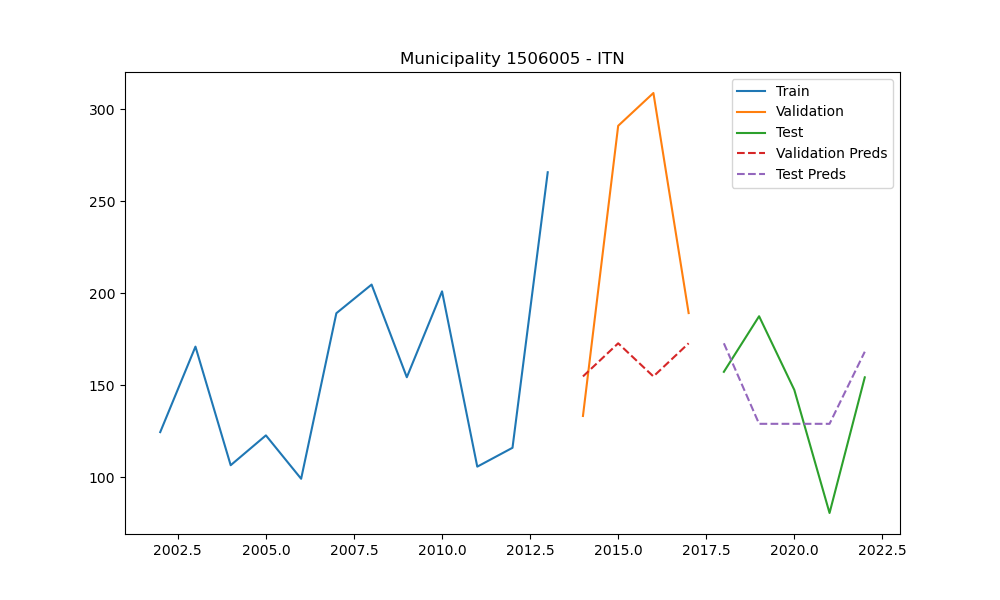 Municipality 1506005 - ITN
Train
Validation
Test
Validation Preds
Test Preds
300
250
200
150
100
2002.5 2005.0 2007.5 2010.0 2012.5 2015.0 2017.5 2020.0 2022.5